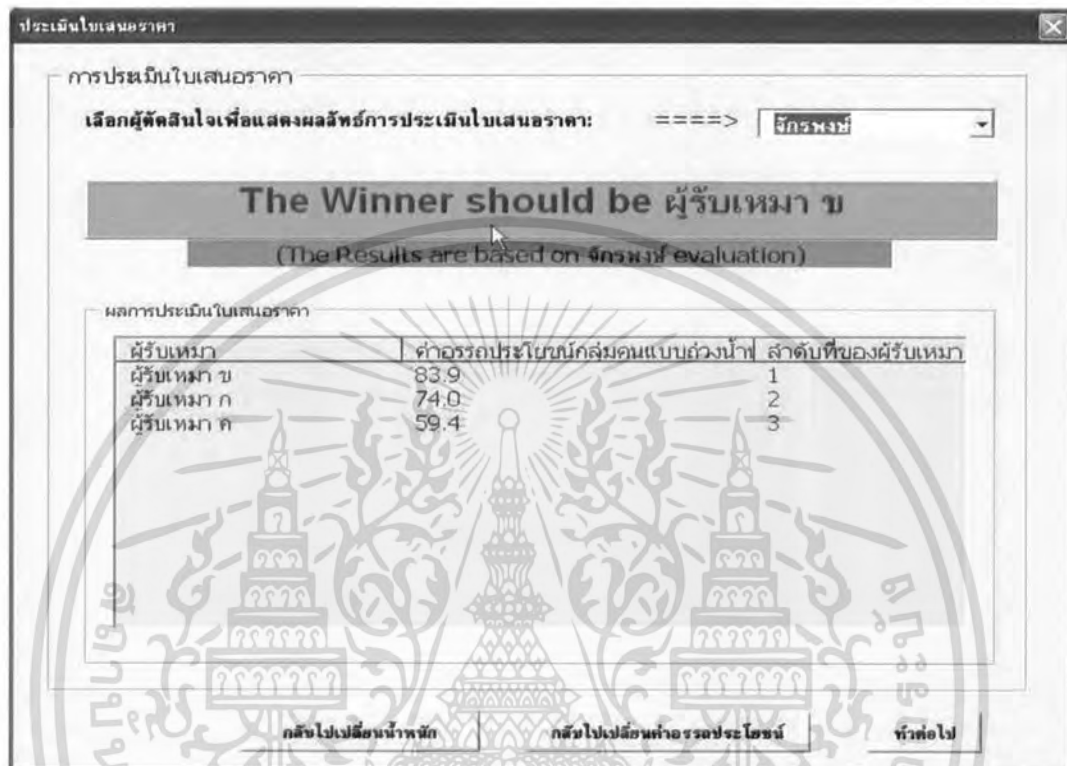 ประเมินใบเสนอราคา
การประเมินใบเสนอราคา
เลือกผู้ตัดสินใจเพื่อแสดงผลลัทธ์การประเมินใบเสนอราคา: ====> จักรพงษ์
The Winner should be ผู้รับเหมา ข
(The Results are based on จักรพงษ์ evaluation)
ผลการประเมินใบเสนอราคา
ผู้รับเหมา ค่าอรรถประโยชน์กลุ่มคนแบบถ่วงน้ำ ลำดับที่ของผู้รับเหมา
ผู้รับเหมา ข 83.9 1
ผู้รับเหมา ก 74.0 2
ผู้รับเหมา ค 59.4 3
กลับไปเปลี่ยนน้ำหนัก กลับไปเปลี่ยนค่าอรรถประโยชน์ ทำต่อไป